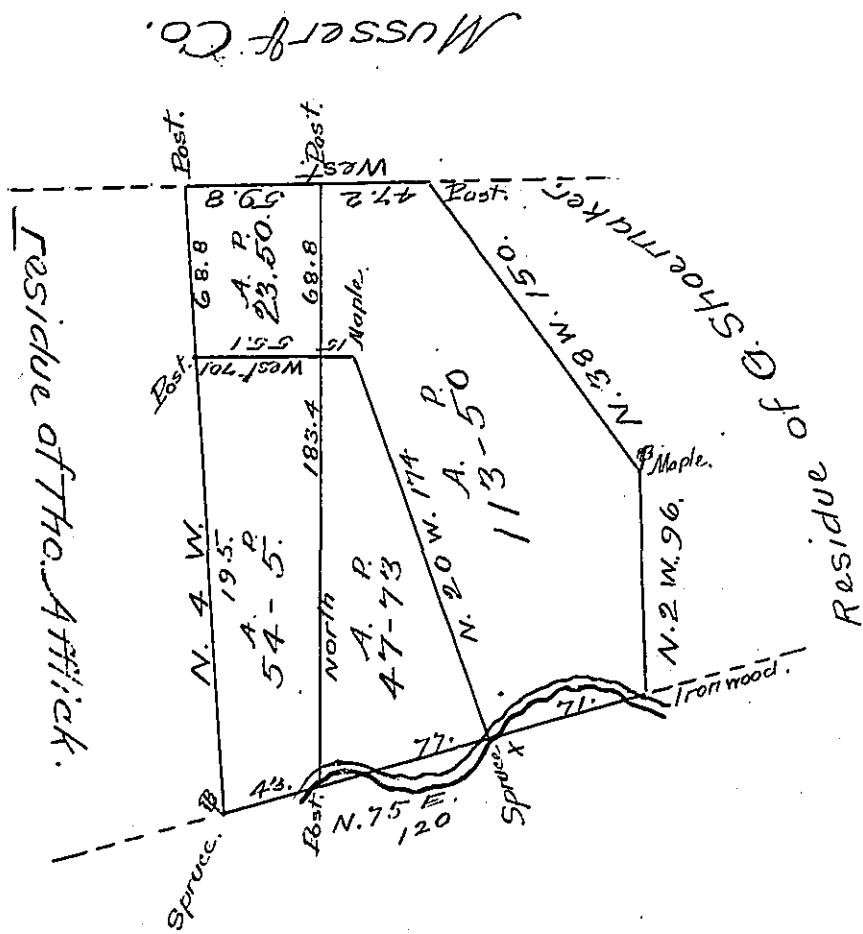 Musser & Co.
Post.
Post.
West
59.8
47.2
Post.
68.8
A. P.
23.50.
68.8
Maple.
Post.
55.1
15
West 70.1
183.4
N. 38 W. 150.
Residue of G. Shoemaker.
residue of Tho. Afflick.
N. 4 W.
195.
A. P.
54-5.
North
A. P.
47-73
N. 20 W. 174
A. P.
113-50
Maple.
N. 2 W. 96.
Ironwood.
71.
77.
43.
Spruce X
Post.
N. 75 E.
120
Spruce.